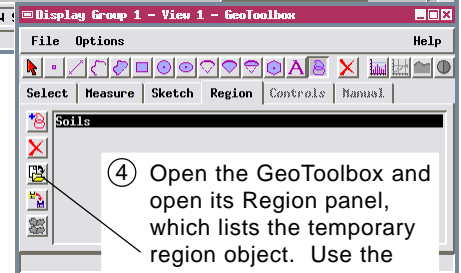 Display Group 1 - View 1 - GeoToolbox
File Options Help
A
Select Measure Sketch Region Controls Manual
Soils
4 Open the GeoToolbox and
open its Region panel,
which lists the temporary
region object. Use the